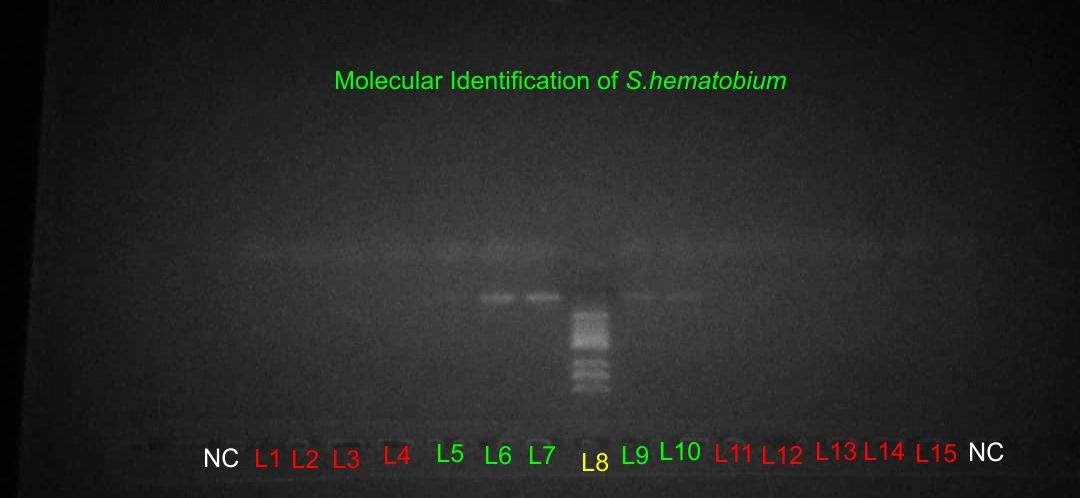 Molecular Identification of S.hematobium
NC L1 L2 L3 L4 L5 L6 L7 L8 L9 L10 L11 L12 L13 L14 L15 NC